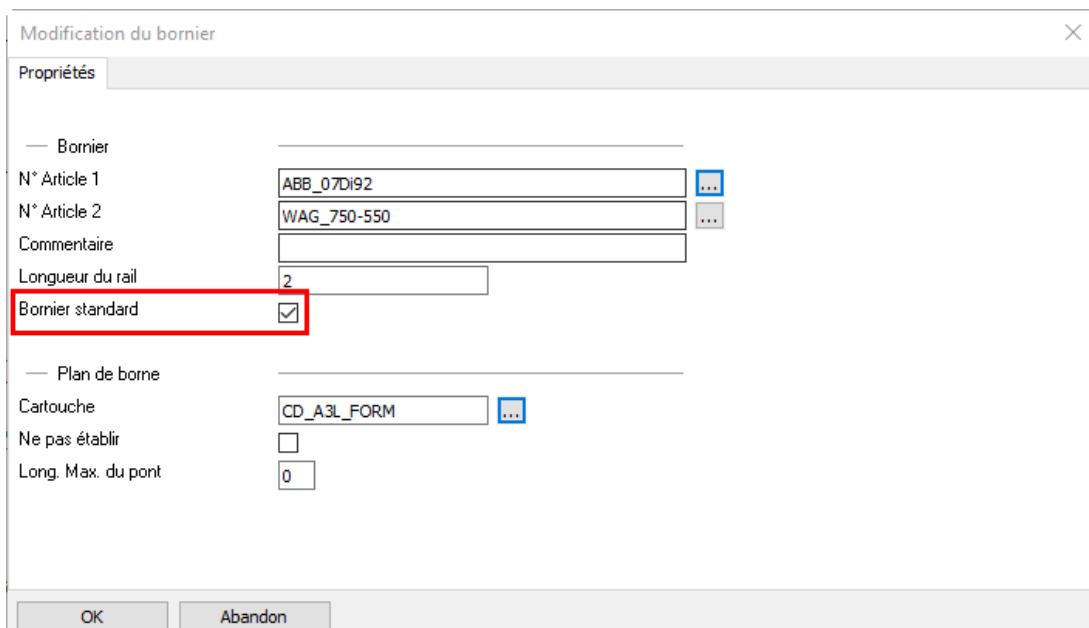 Modification du bornier
Propriétés
Bornier
N° Article 1 ABB_07Di92 ...
N° Article 2 WAG_750-550 ...
Commentaire
Longueur du rail 2
Bornier standard
Plan de borne
Cartouche CD_A3L_FORM ...
Ne pas établir
Long. Max. du pont 0
OK Abandon